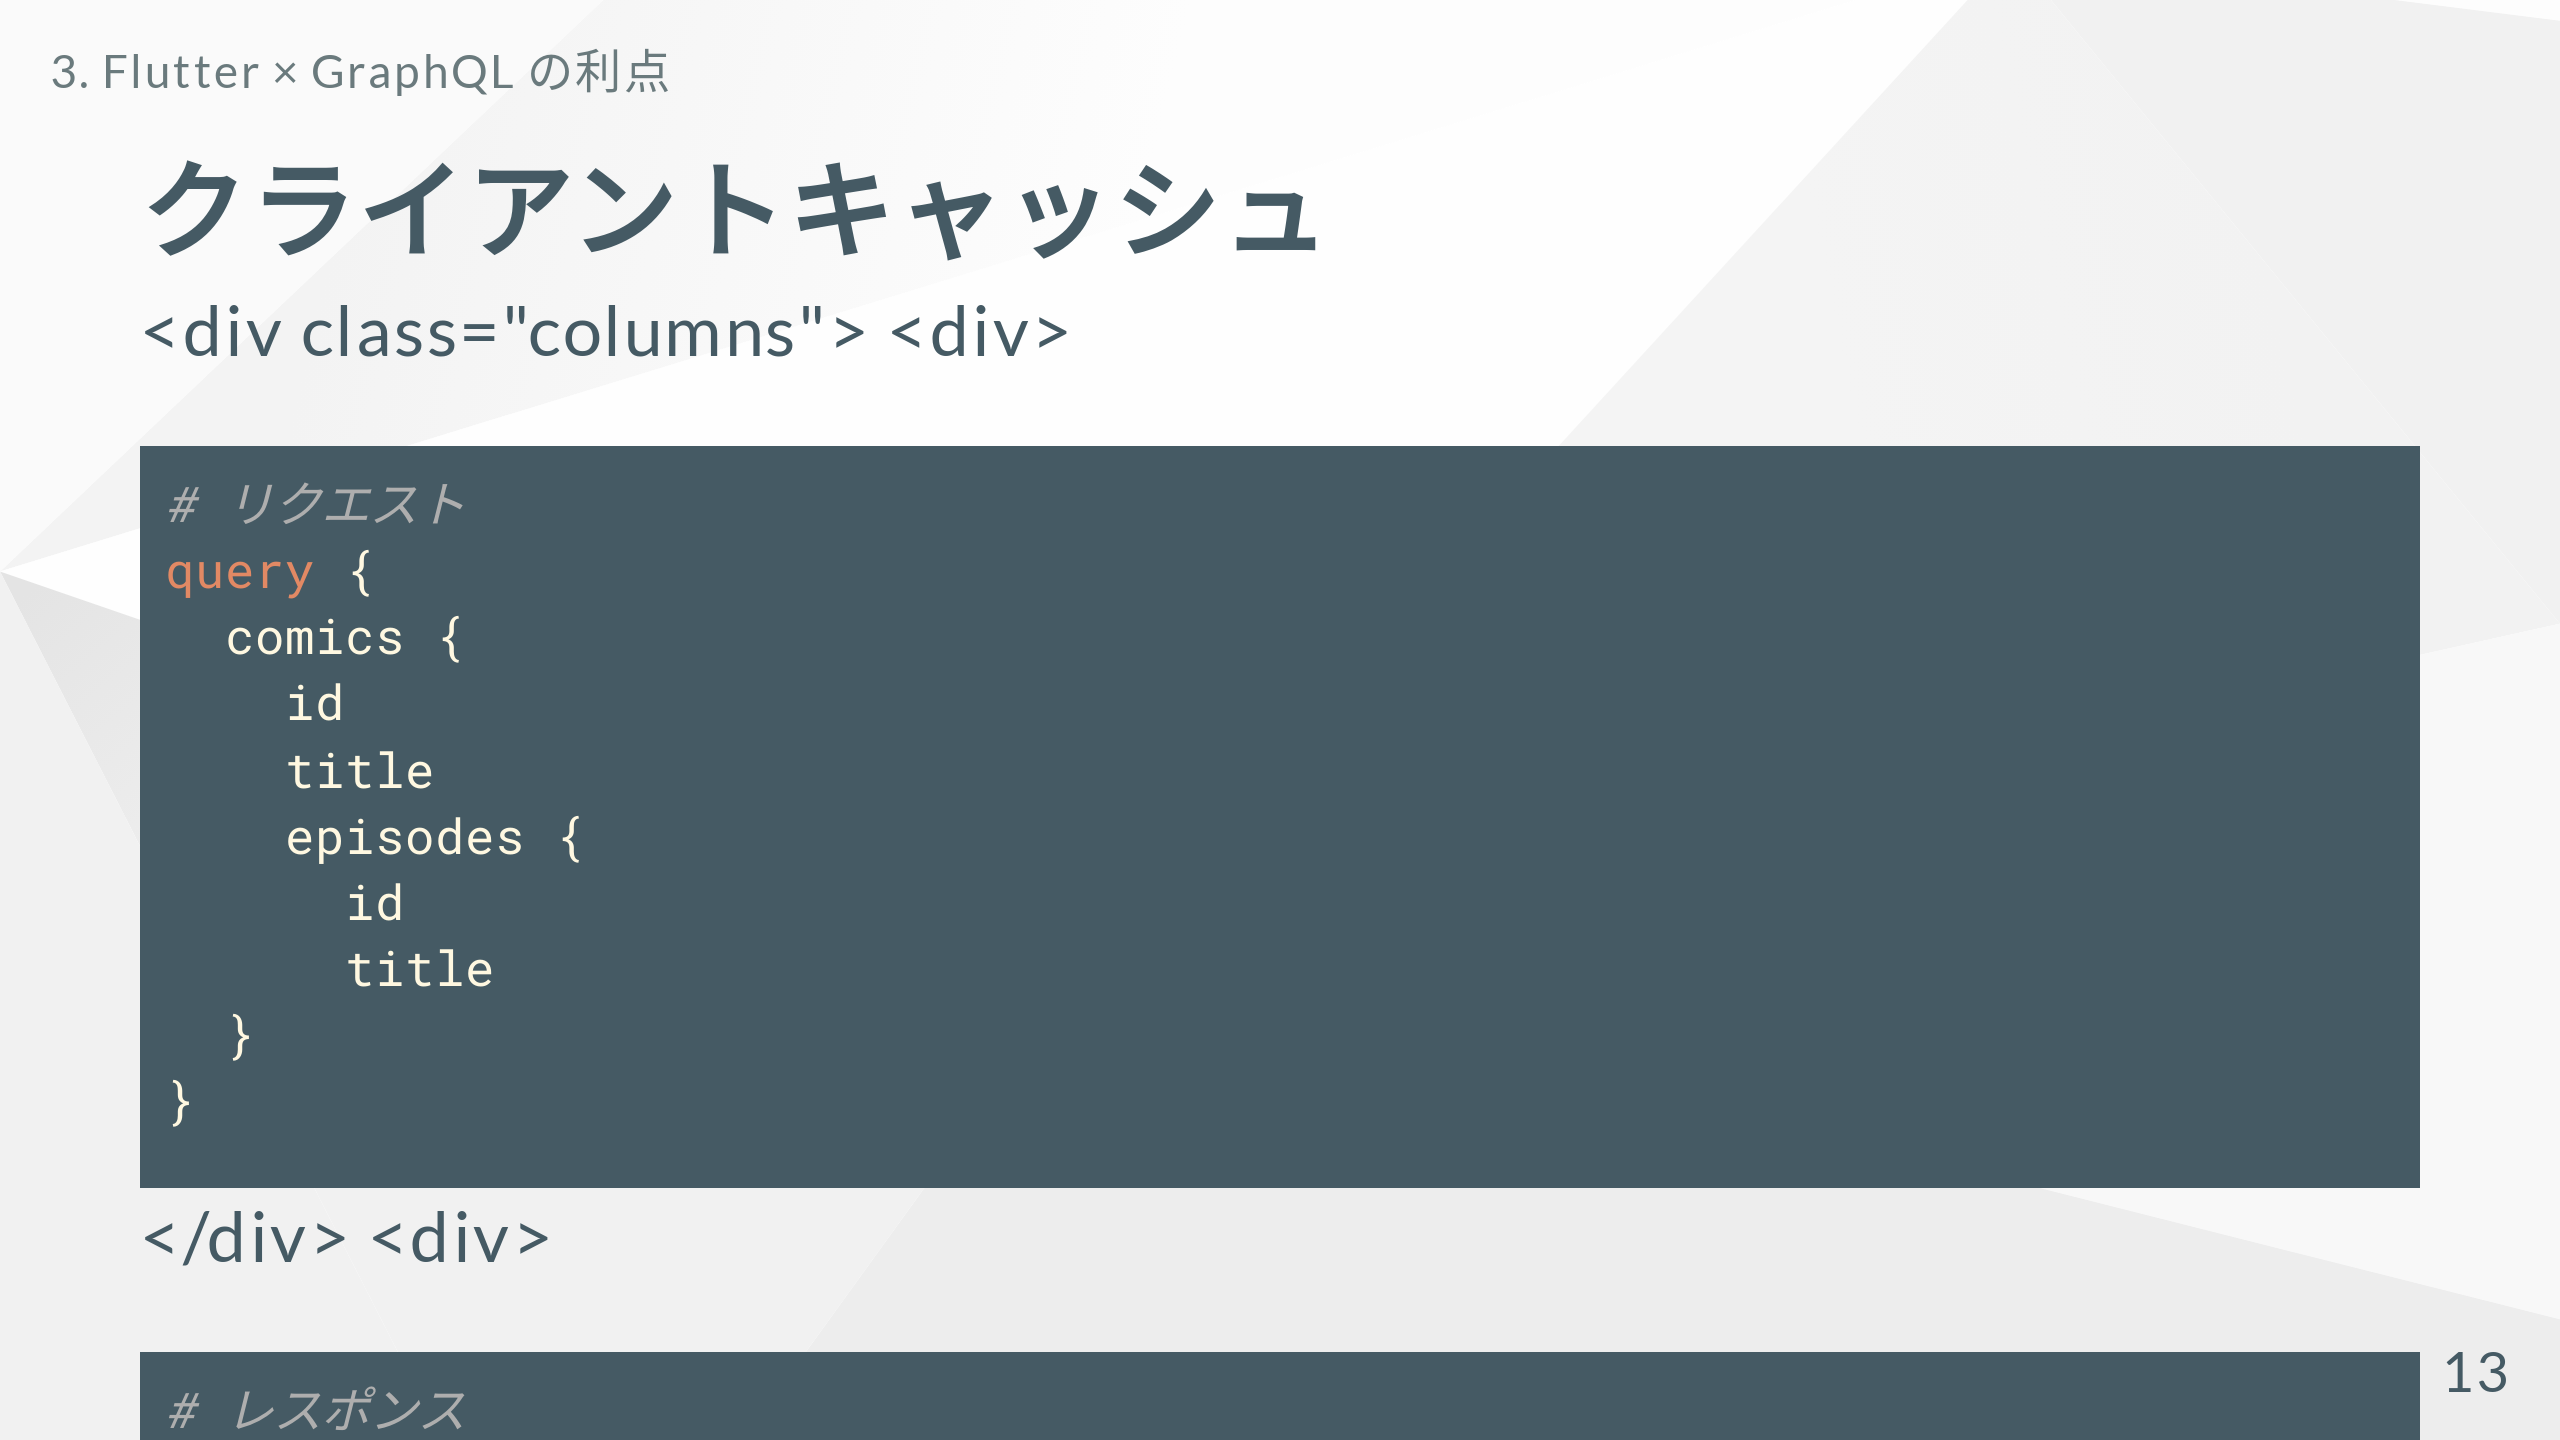 3. Flutter × GraphQL の利点
クライアントキャッシュ
<div class="columns"> <div>
# リクエスト
query {
  comics {
    id
    title
    episodes {
      id
      title
  }
}
</div> <div>
# レスポンス
13